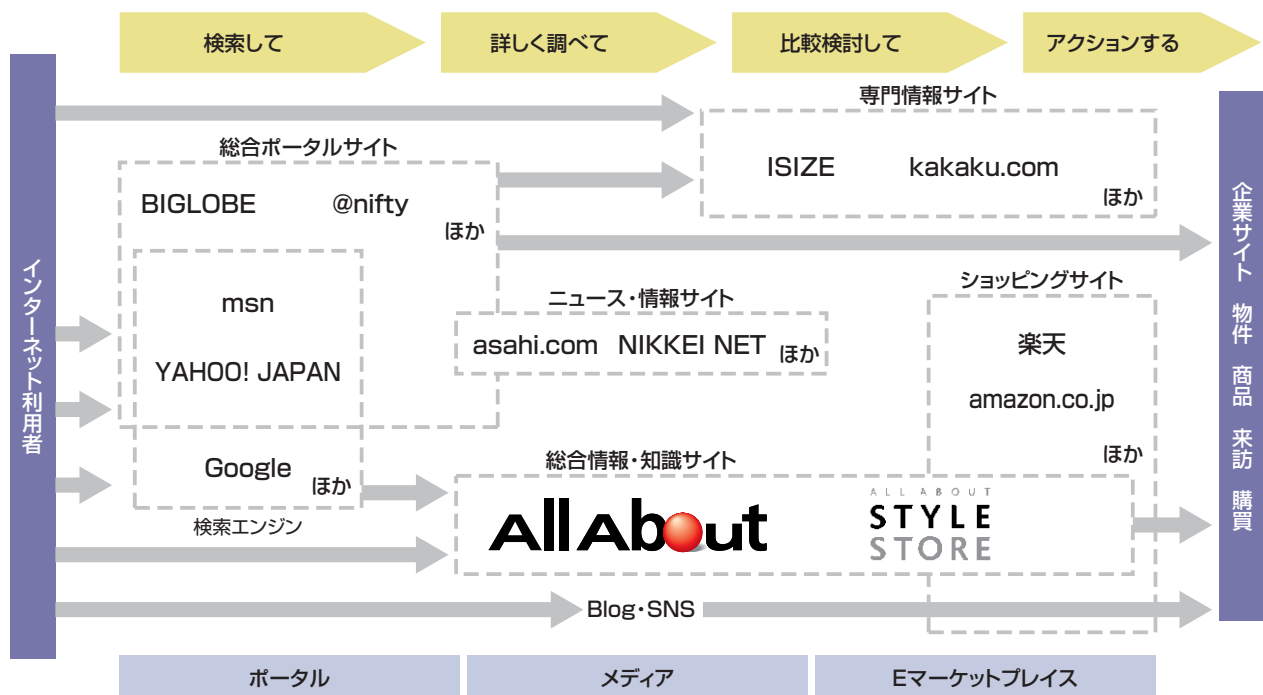 検索して
詳しく調べて
比較検討して
アクションする
インターネット利用者
専門情報サイト
ISIZE kakaku.com
ほか
総合ポータルサイト
BIGLOBE @nifty
ほか
msn
YAHOO! JAPAN
Google
ほか
検索エンジン
ニュース・情報サイト
asahi.com NIKKEI NET ほか
ショッピングサイト
楽天
amazon.co.jp
ほか
総合情報・知識サイト
All About
ALL ABOUT
STYLE
STORE
Blog・SNS
企業サイト 物件 商品 来訪 購買
ポータル
メディア
Eマーケットプレイス